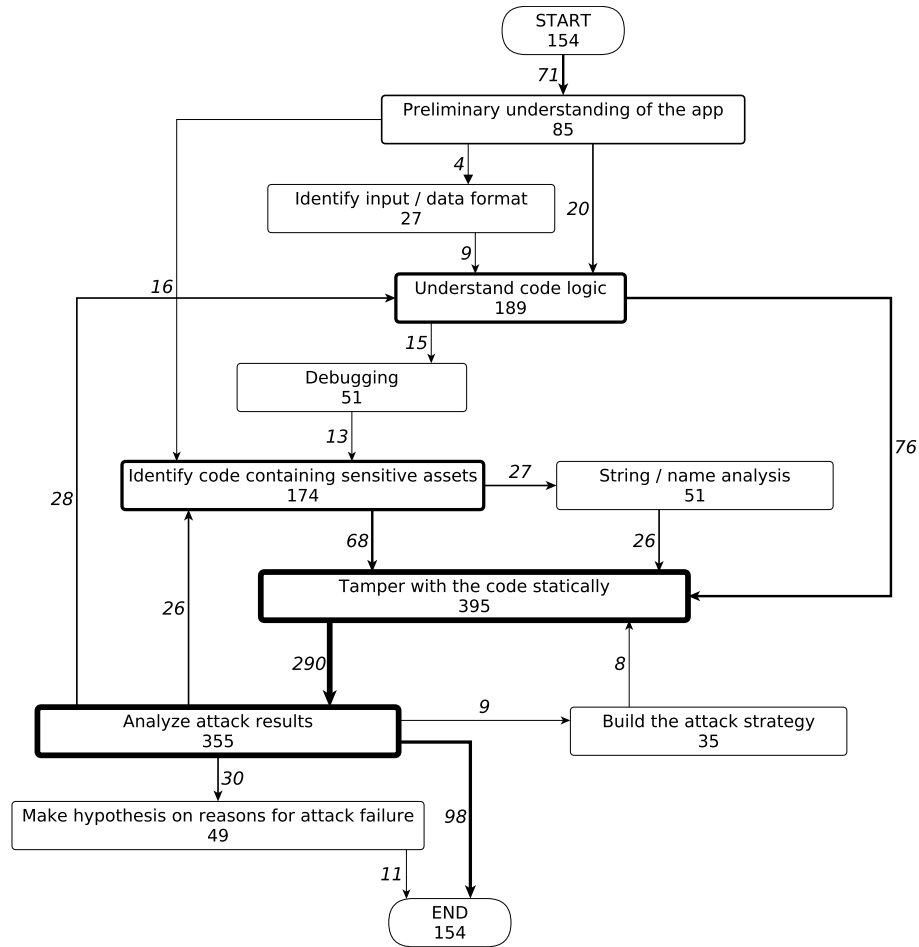 START
154
71
Preliminary understanding of the app
85
4
Identify input / data format
27
20
9
16
Understand code logic
189
15
Debugging
51
13
76
Identify code containing sensitive assets
174
27
String / name analysis
51
28
68
26
Tamper with the code statically
395
26
290
8
Analyze attack results
355
9
Build the attack strategy
35
30
Make hypothesis on reasons for attack failure
49
98
11
END
154